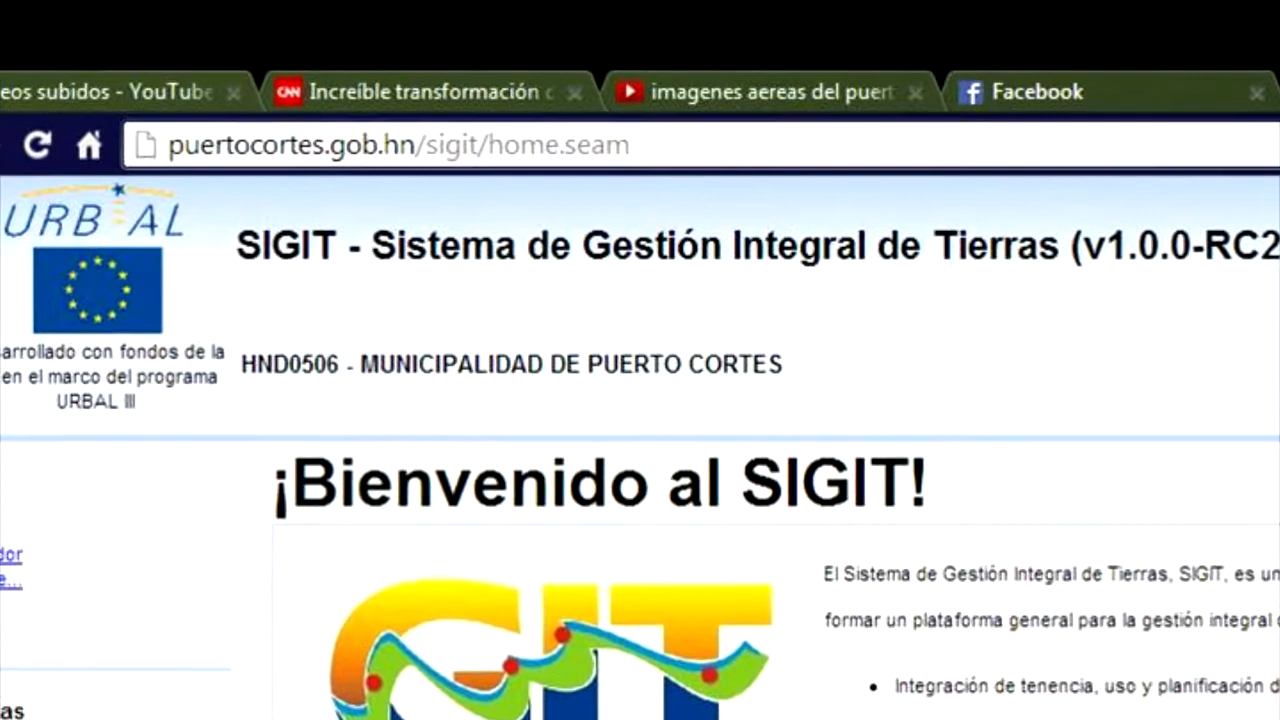 eos subidos - YouTube
CNN Increíble transformación
imagenes aereas del puert
f Facebook
puertocortes.gob.hn/sigit/home.seam
URB-AL
SIGIT - Sistema de Gestión Integral de Tierras (v1.0.0-RC2
arrollado con fondos de la
en el marco del programa
URBAL III
HND0506 - MUNICIPALIDAD DE PUERTO CORTES
¡Bienvenido al SIGIT!
dor
e...
El Sistema de Gestión Integral de Tierras, SIGIT, es un
formar un plataforma general para la gestión integral
GIT
• Integración de tenencia, uso y planificación d
as